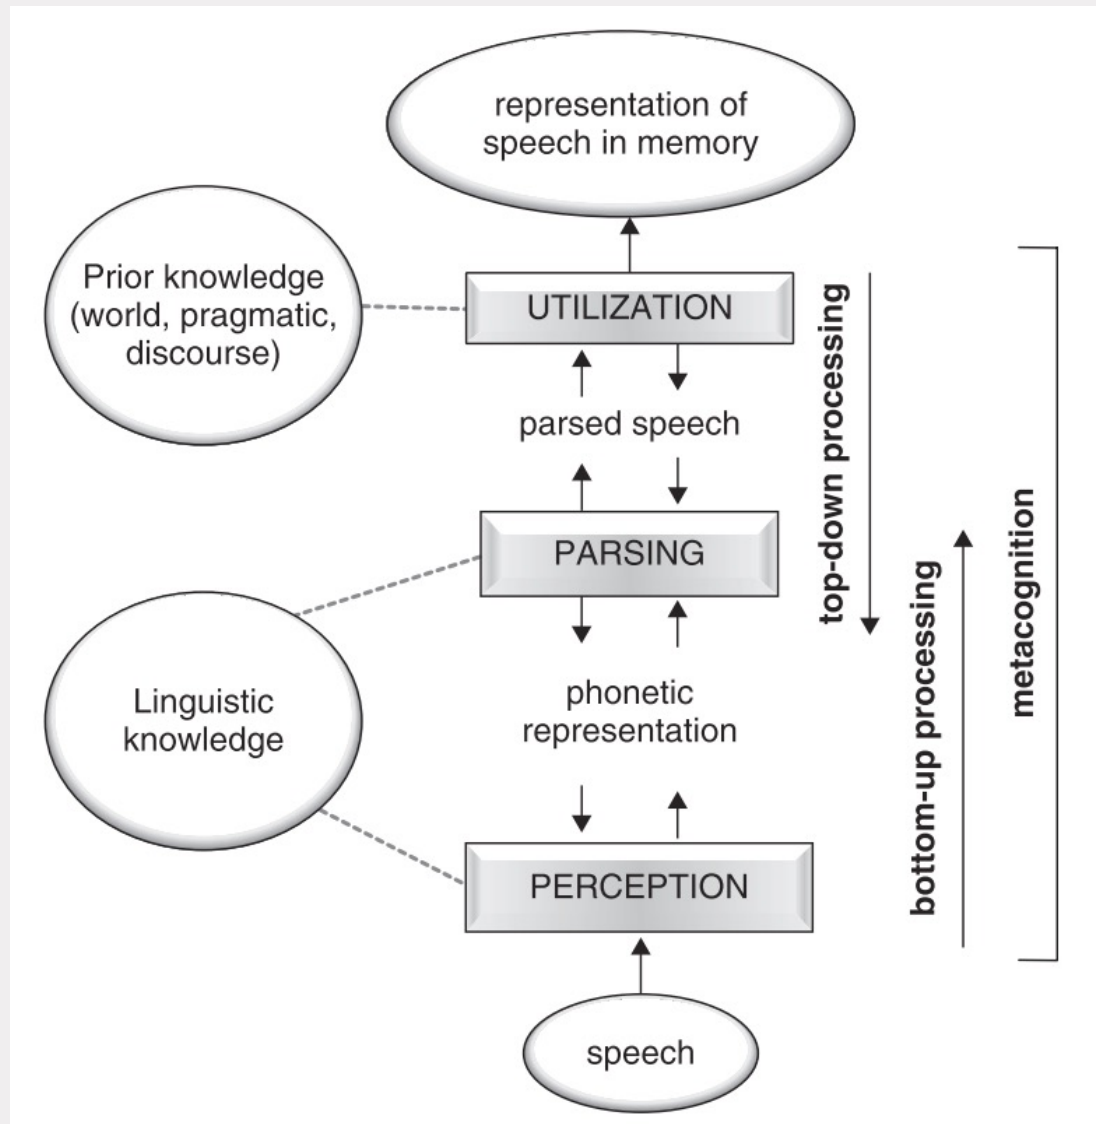 representation of
speech in memory
Prior knowledge
(world, pragmatic,
discourse)
UTILIZATION
parsed speech
PARSING
Linguistic
knowledge
phonetic
representation
PERCEPTION
speech
top-down processing
bottom-up processing
metacognition